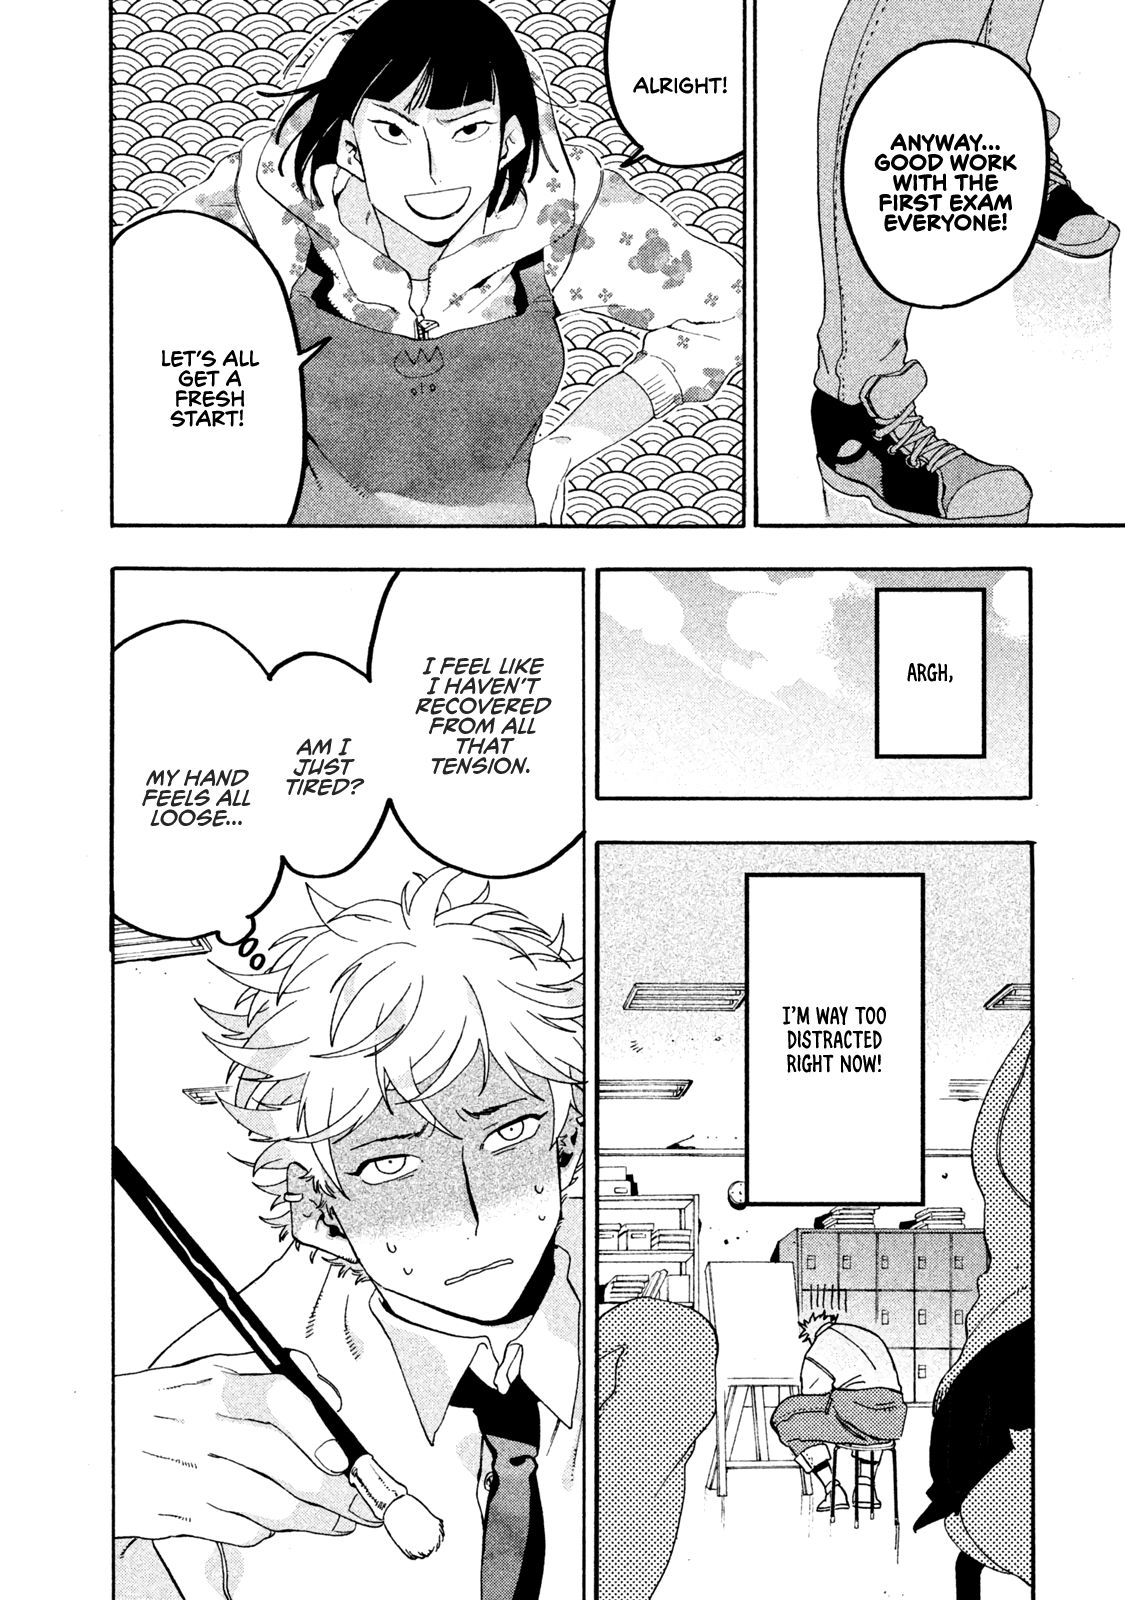 ANYWAY...
GOOD WORK
WITH THE
FIRST EXAM
EVERYONE!
ALRIGHT!
LET'S ALL
GET A
FRESH
START!
ARGH,
I'M WAY TOO
DISTRACTED
RIGHT NOW!
I FEEL LIKE
I HAVEN'T
RECOVERED
FROM ALL
THAT
TENSION.
AM I
JUST
TIRED?
MY HAND
FEELS ALL
LOOSE...